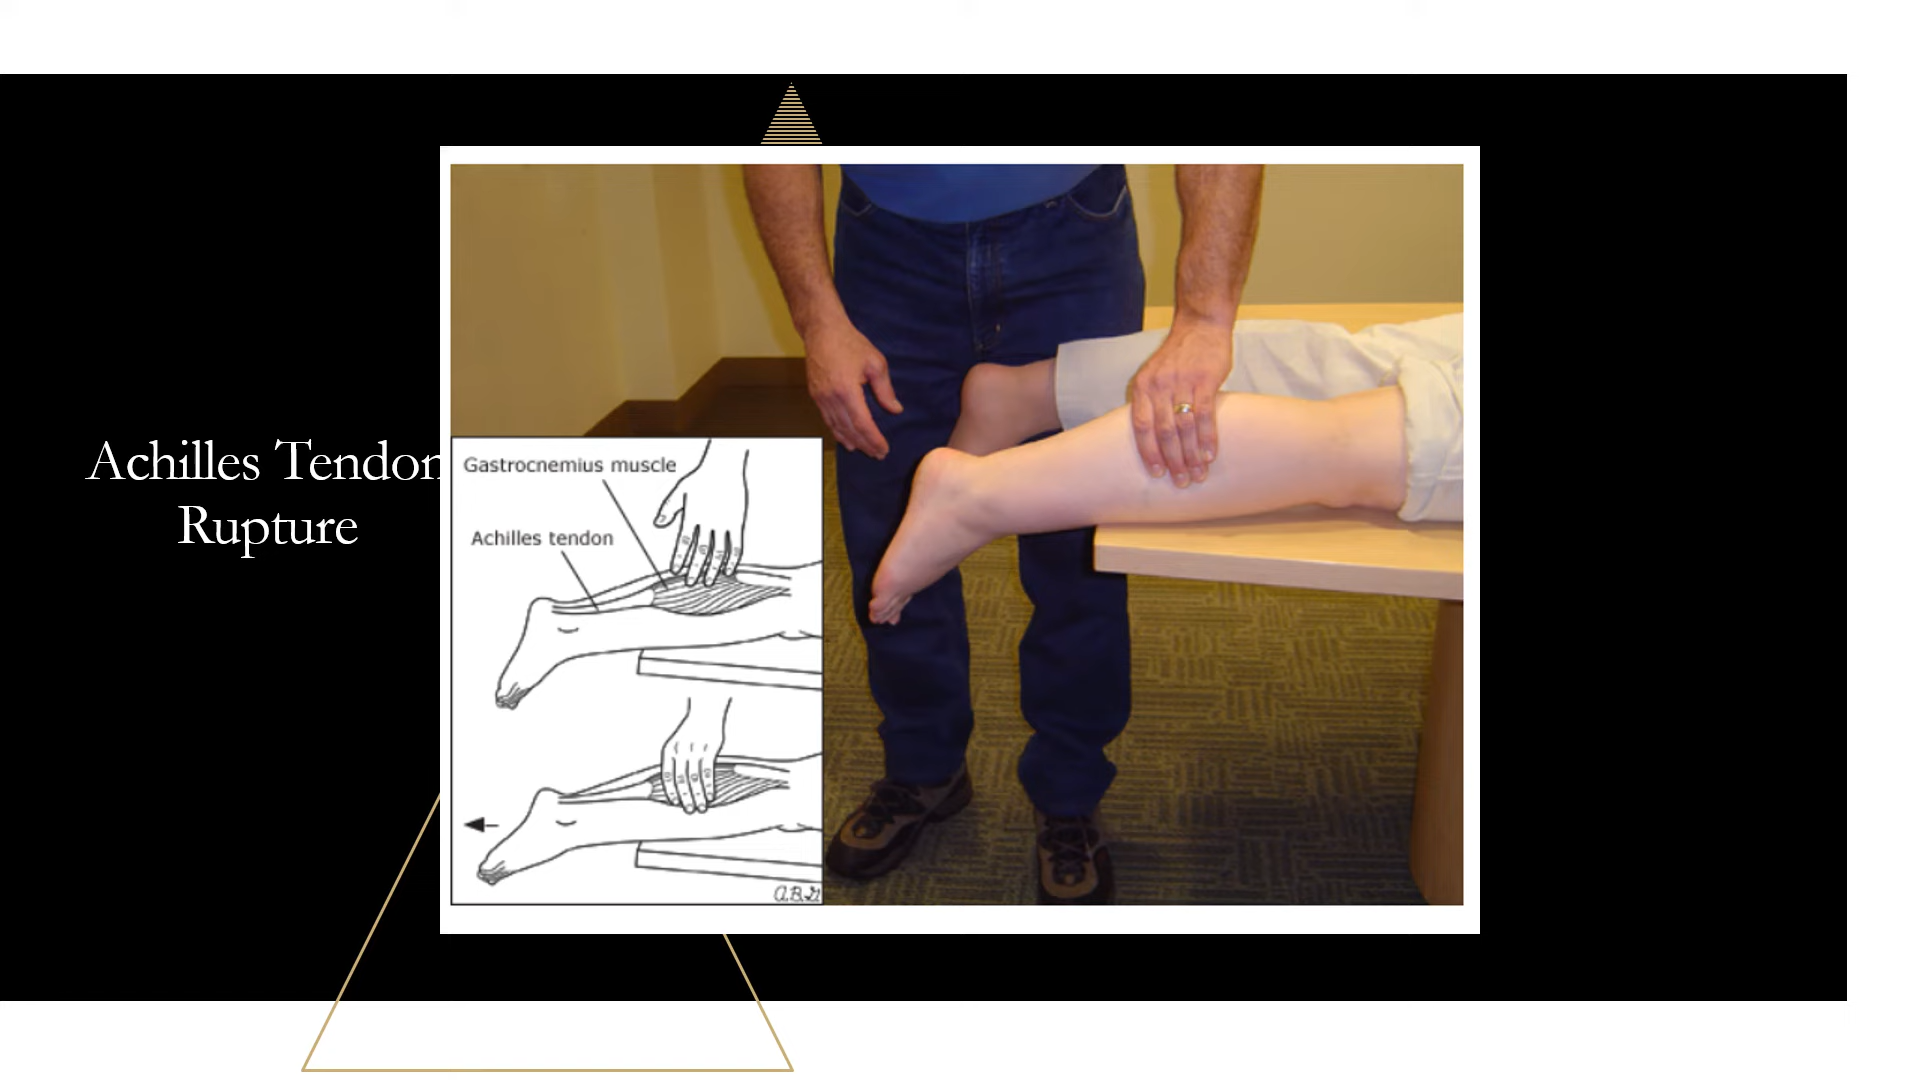 Achilles Tendon
Rupture
Gastrocnemius muscle
Achilles tendon